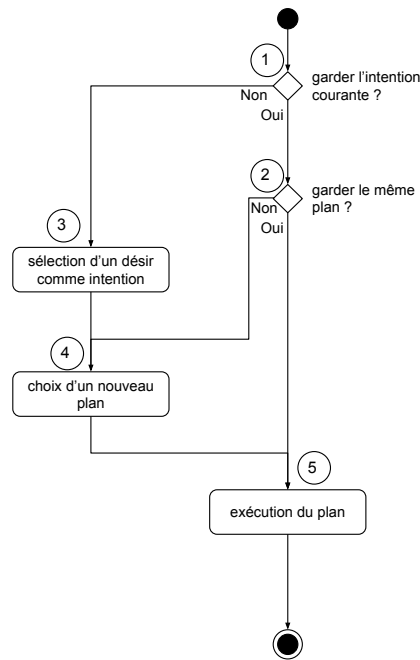 1
garder l'intention
courante ?
Non
Oui
2
garder le même
plan ?
Non
Oui
3
sélection d'un désir
comme intention
4
choix d'un nouveau
plan
5
exécution du plan